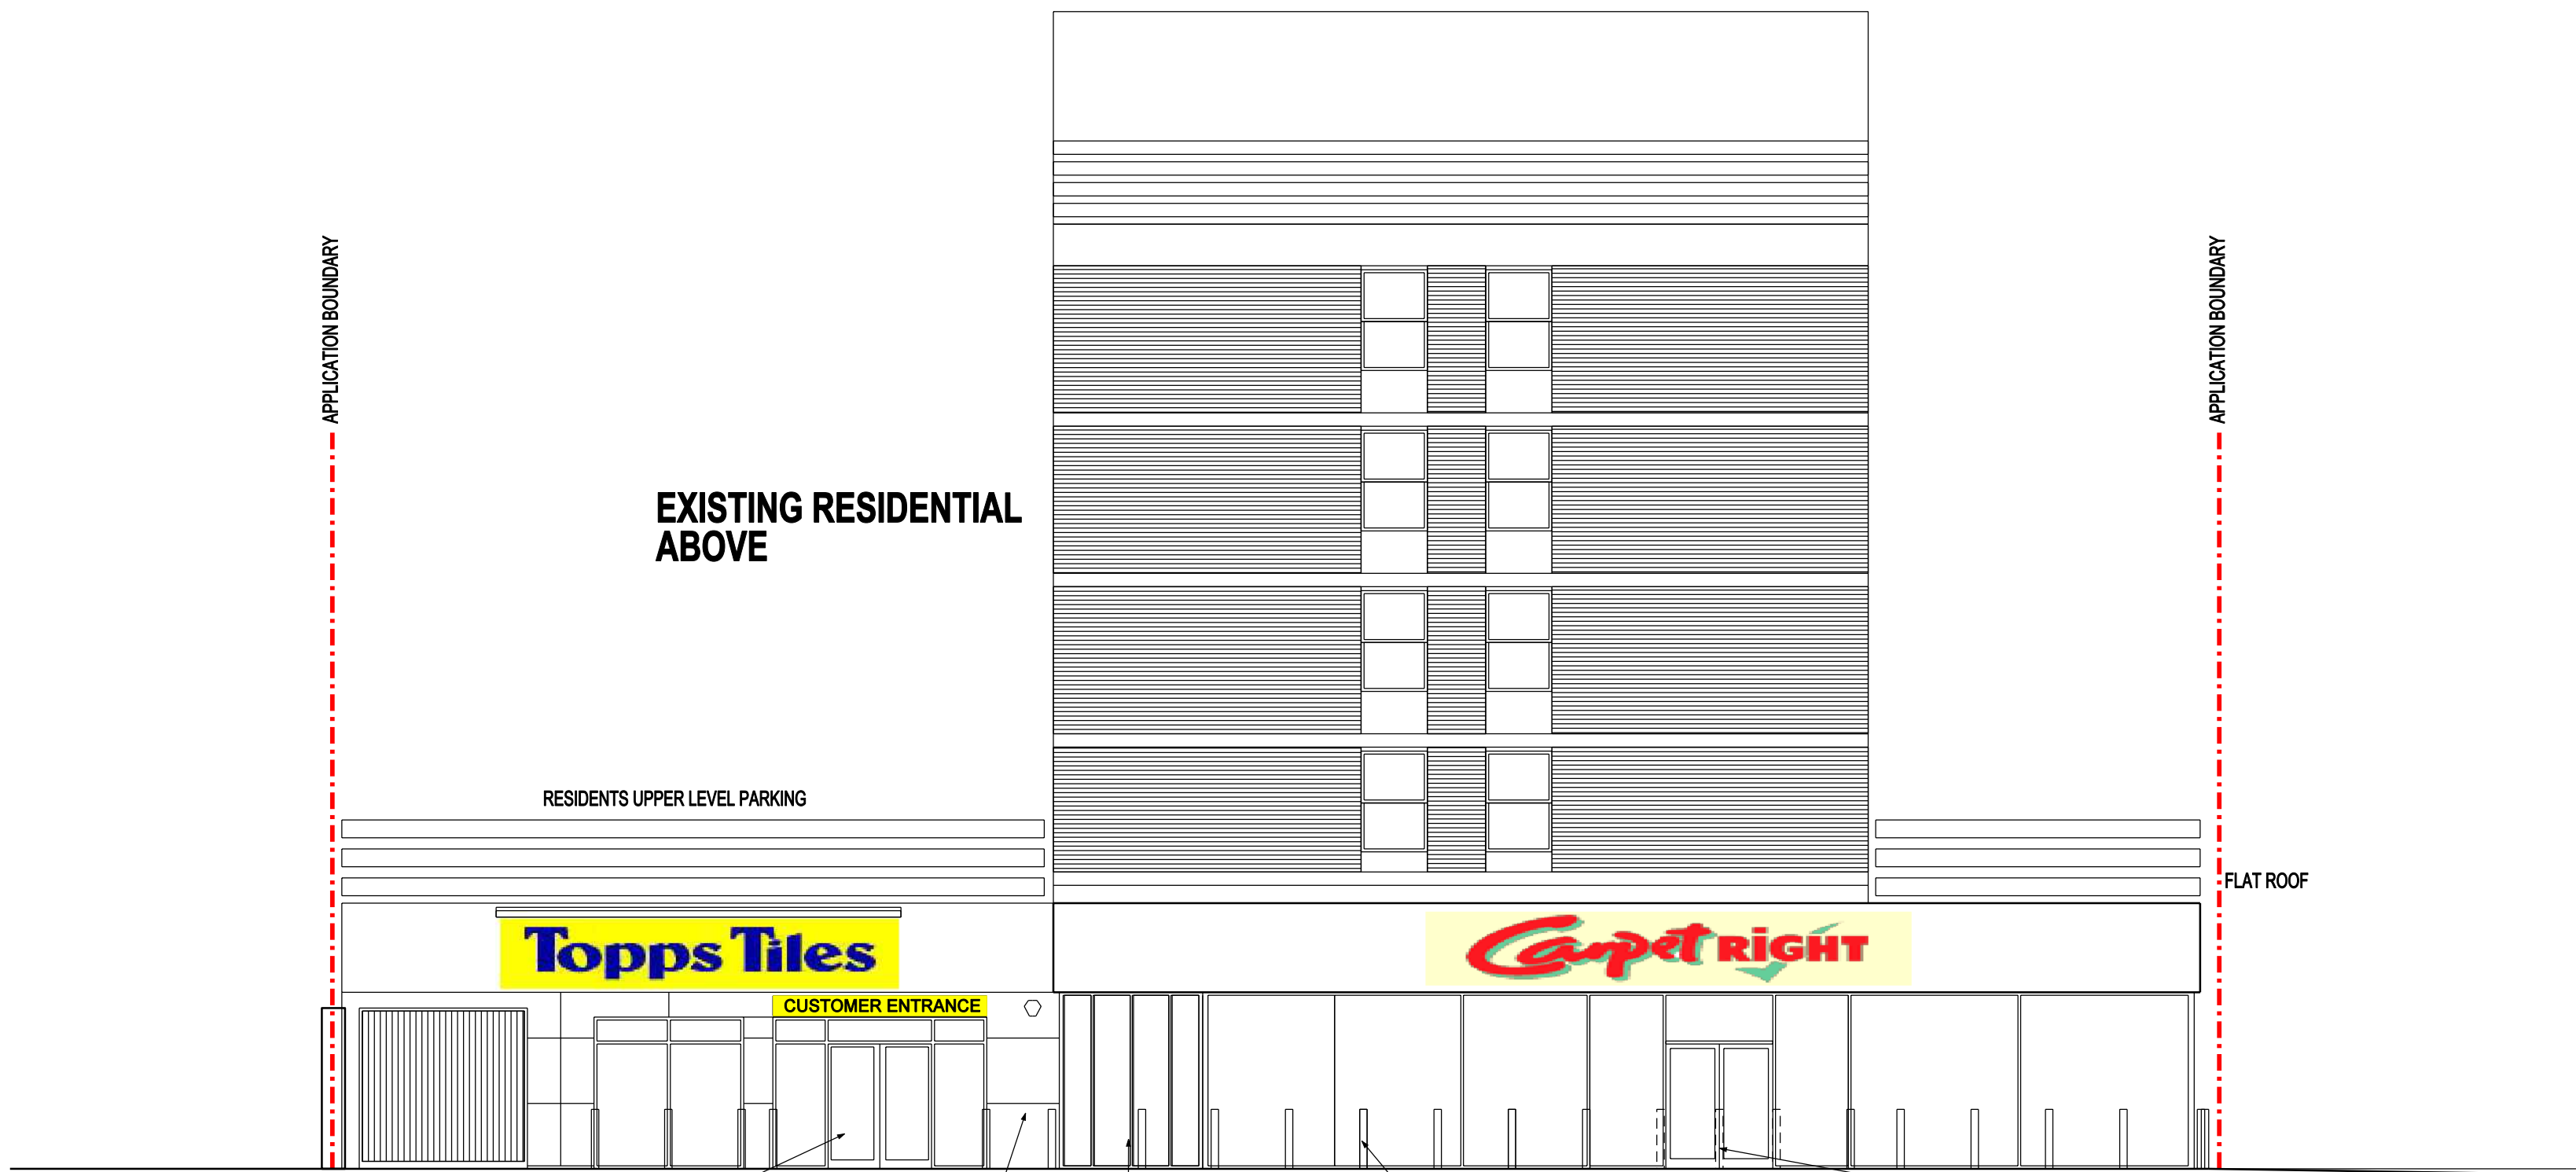 APPLICATION BOUNDARY
APPLICATION BOUNDARY
EXISTING RESIDENTIAL
ABOVE
RESIDENTS UPPER LEVEL PARKING
FLAT ROOF
Topps Tiles
Carpet RIGHT
CUSTOMER ENTRANCE